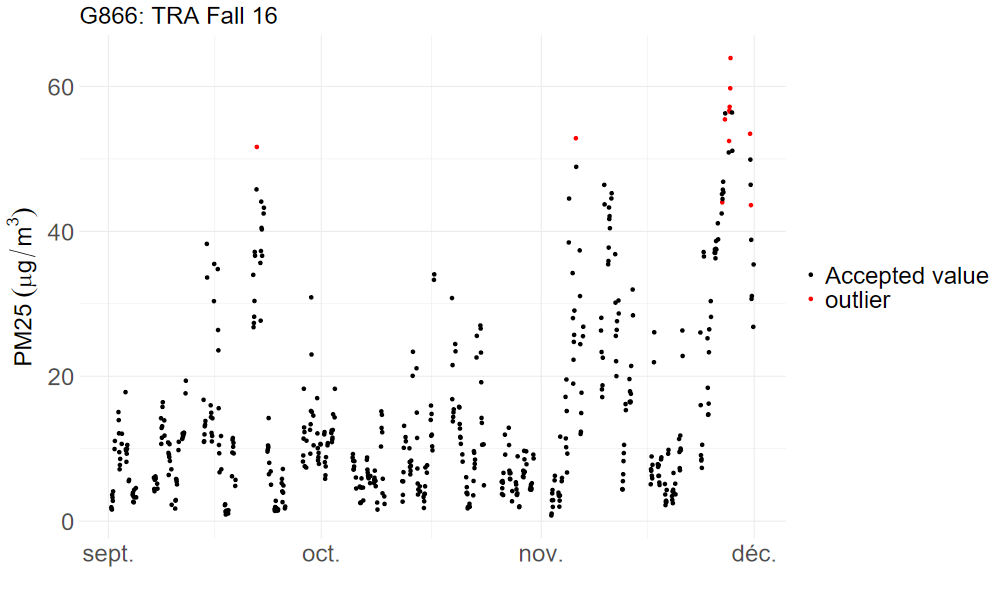 G866: TRA Fall 16
PM25 (μg/m³)
60
40
20
0
sept.
oct.
nov.
déc.
Accepted value
outlier